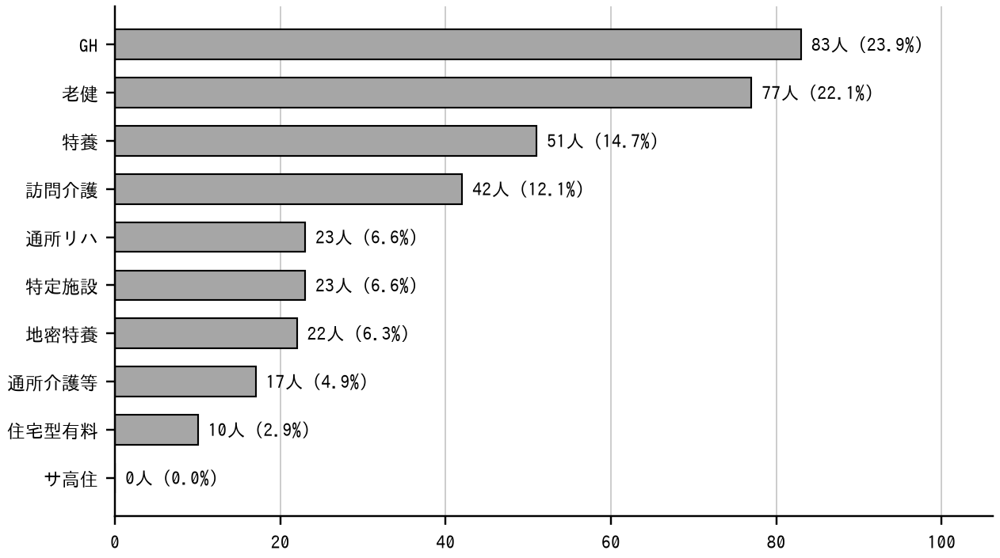 GH 83人 (23.9%)
老健 77人 (22.1%)
特養 51人 (14.7%)
訪問介護 42人 (12.1%)
通所リハ 23人 (6.6%)
特定施設 23人 (6.6%)
地密特養 22人 (6.3%)
通所介護等 17人 (4.9%)
住宅型有料 10人 (2.9%)
サ高住 0人 (0.0%)
0 20 40 60 80 100